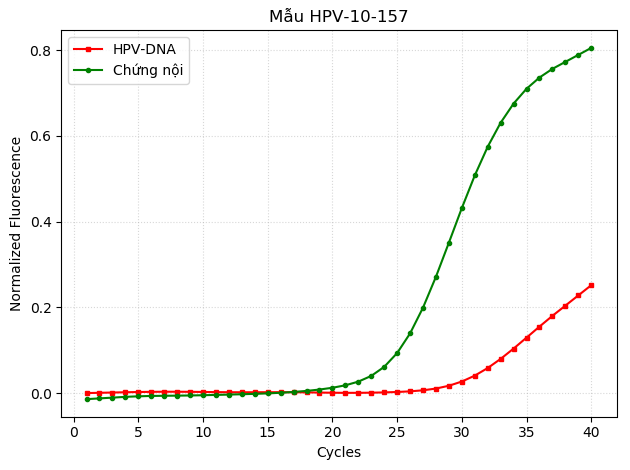 Mẫu HPV-10-157
HPV-DNA
Chứng nội
Normalized Fluorescence
0.8
0.6
0.4
0.2
0.0
0 5 10 15 20 25 30 35 40
Cycles